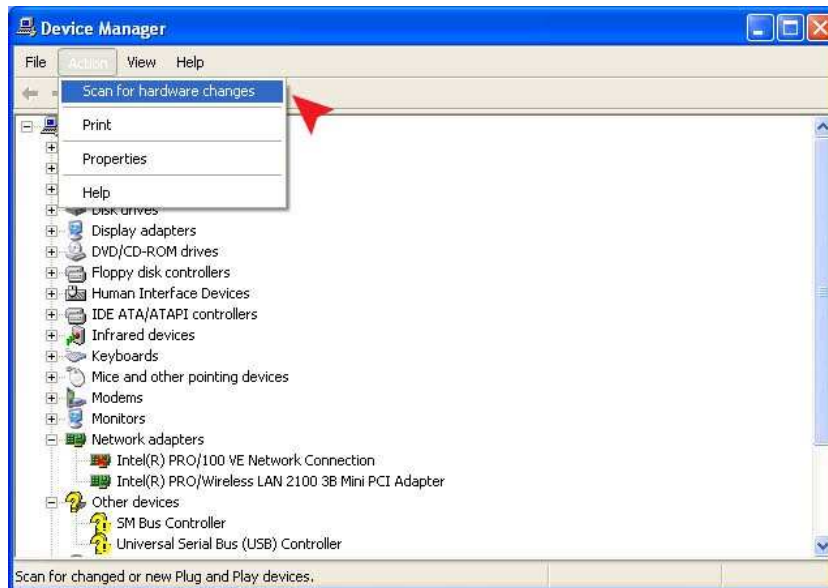 Device Manager
File Action View Help
Scan for hardware changes
Print
Properties
Help
Disk drives
Display adapters
DVD/CD-ROM drives
Floppy disk controllers
Human Interface Devices
IDE ATA/ATAPI controllers
Infrared devices
Keyboards
Mice and other pointing devices
Modems
Monitors
Network adapters
Intel(R) PRO/100 VE Network Connection
Intel(R) PRO/Wireless LAN 2100 3B Mini PCI Adapter
Other devices
SM Bus Controller
Universal Serial Bus (USB) Controller
Scan for changed or new Plug and Play devices.